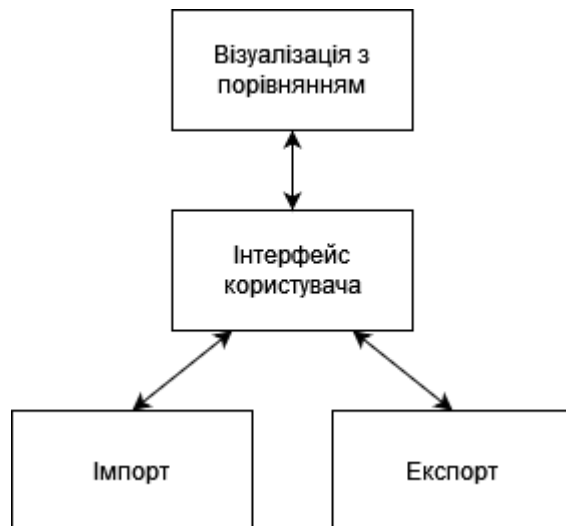 Візуалізація з
порівнянням
Інтерфейс
користувача
Імпорт
Експорт